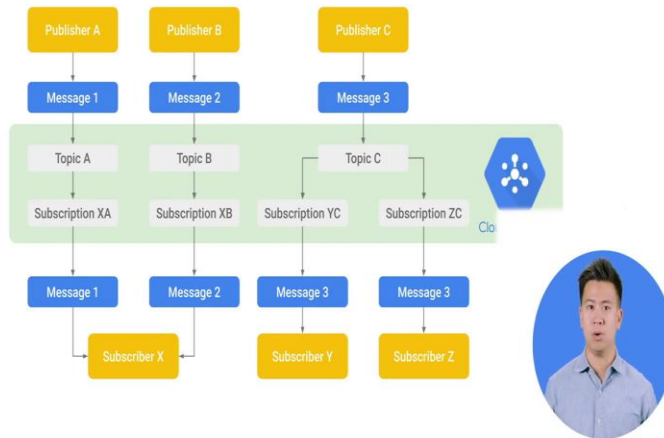 Publisher A
Publisher B
Publisher C
Message 1
Message 2
Message 3
Topic A
Topic B
Topic C
Subscription XA
Subscription XB
Subscription YC
Subscription ZC
Clo
Message 1
Message 2
Message 3
Message 3
Subscriber X
Subscriber Y
Subscriber Z